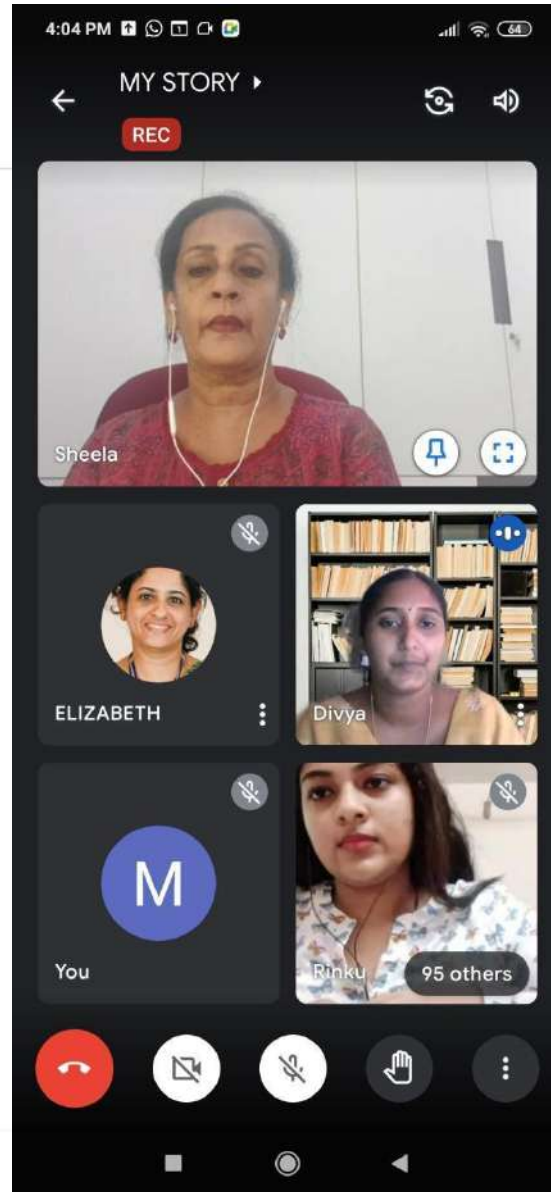 4:04 PM 64
MY STORY
REC
Sheela
ELIZABETH
Divya
M
You
Rinku
95 others